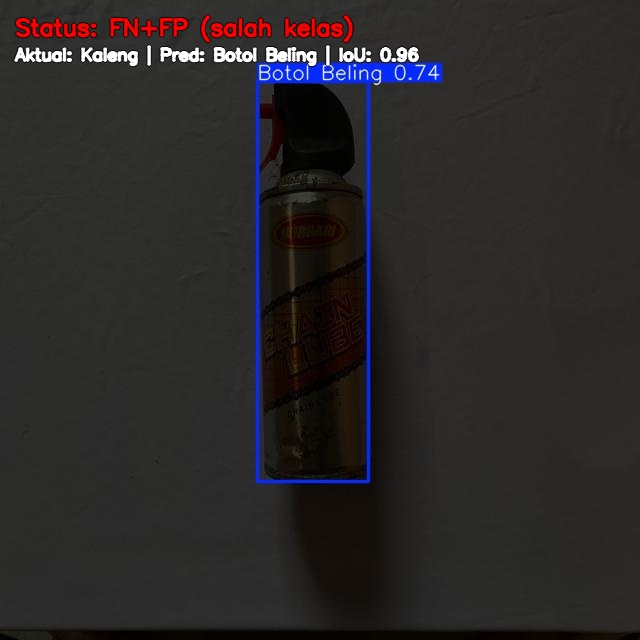 Status: FN+FP (salah kelas)
Aktual: Kaleng | Pred: Botol Beling | IoU: 0.96
Botol Beling 0.74
CHAIN
LUBE